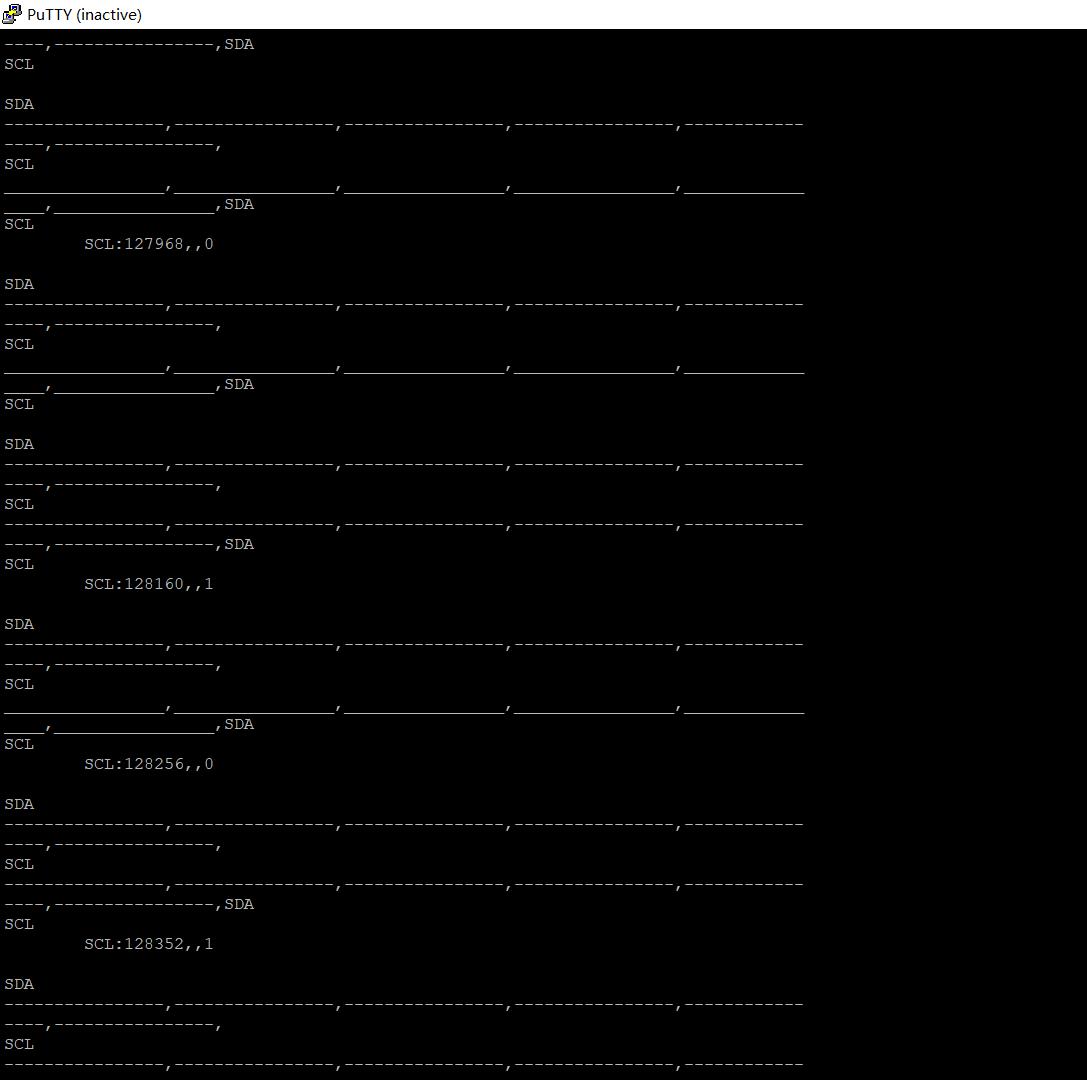 PuTTY (inactive)
----,----------------,SDA
SCL
SDA
----------------,----------------,----------------,----------------,------------
----,----------------,
SCL
________________,________________,________________,________________,____________
____,________________,SDA
SCL
SCL:127968,,0
SDA
----------------,----------------,----------------,----------------,------------
----,----------------,
SCL
________________,________________,________________,________________,____________
____,________________,SDA
SCL
SDA
----------------,----------------,----------------,----------------,------------
----,----------------,
SCL
----------------,----------------,----------------,----------------,------------
----,----------------,SDA
SCL
SCL:128160,,1
SDA
----------------,----------------,----------------,----------------,------------
----,----------------,
SCL
________________,________________,________________,________________,____________
____,________________,SDA
SCL
SCL:128256,,0
SDA
----------------,----------------,----------------,----------------,------------
----,----------------,
SCL
----------------,----------------,----------------,----------------,------------
----,----------------,SDA
SCL
SCL:128352,,1
SDA
----------------,----------------,----------------,----------------,------------
----,----------------,
SCL
----------------,----------------,----------------,----------------,------------